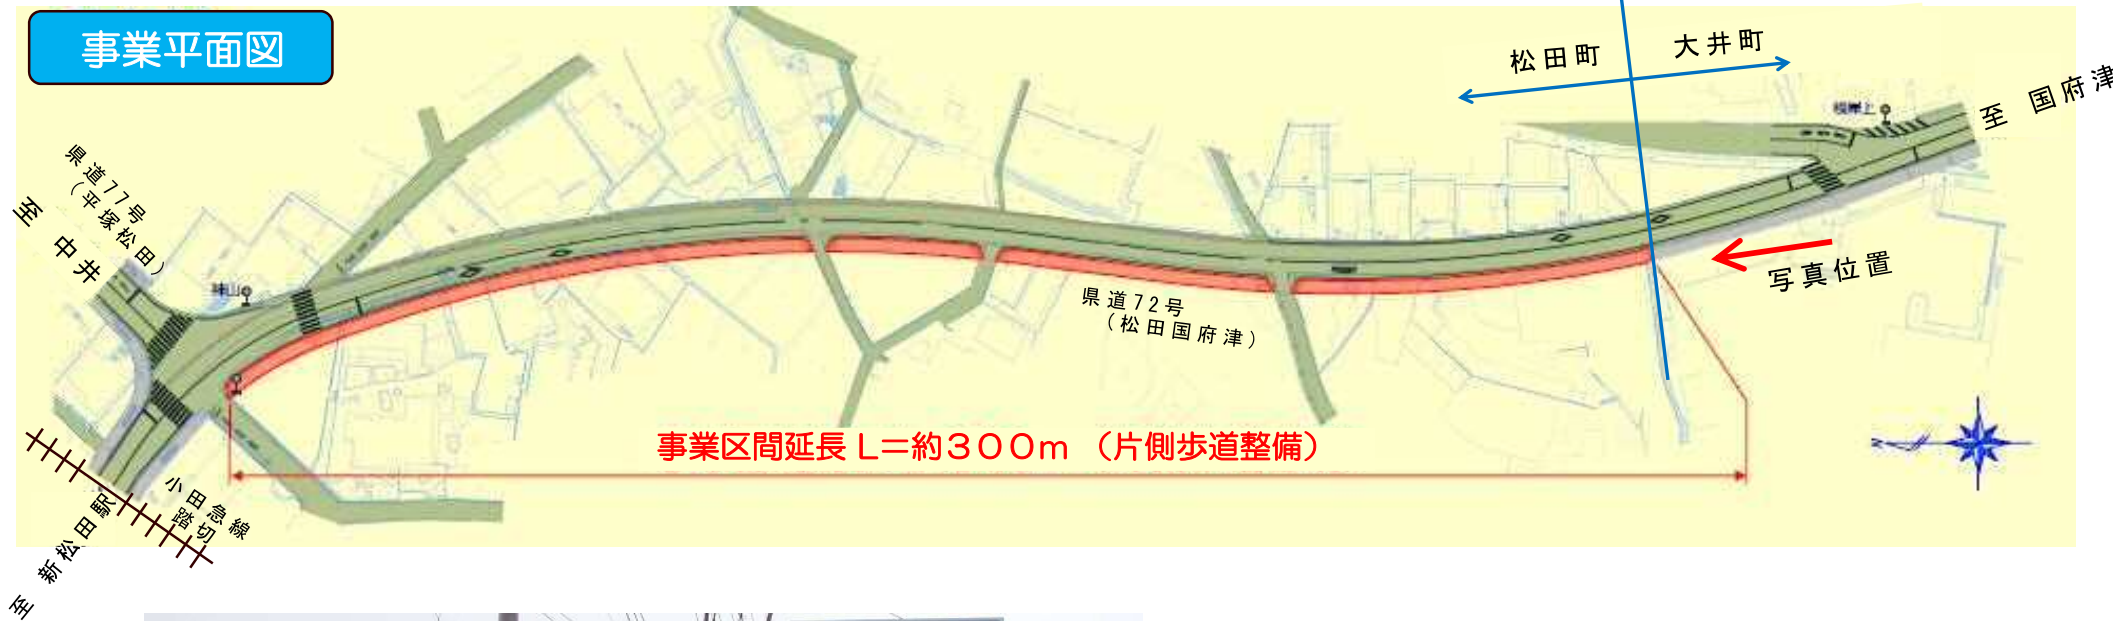 事業平面図
松田町
大井町
至 国府津
県道77号
（平塚松田）
至 中井
写真位置
県道72号
（松田国府津）
事業区間延長 L＝約３００ｍ （片側歩道整備）
小田急線
踏切
至 新松田駅